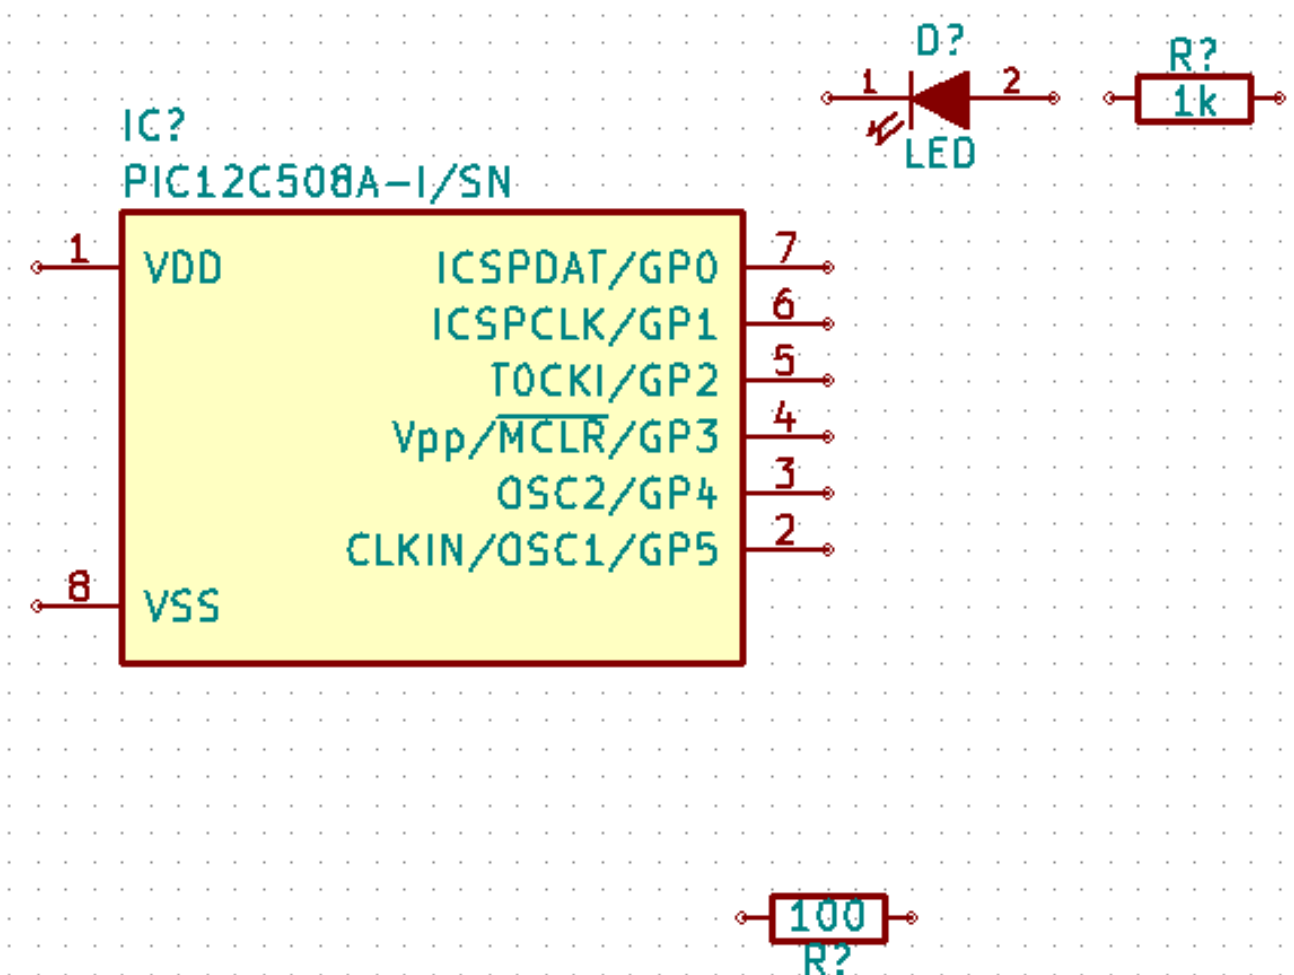 D?
1
2
LED
R?
1k
IC?
PIC12C508A-I/SN
1
VDD
ICSPDAT/GP0
7
ICSPCLK/GP1
6
T0CKI/GP2
5
Vpp/MCLR/GP3
4
OSC2/GP4
3
CLKIN/OSC1/GP5
2
8
VSS
100
R?